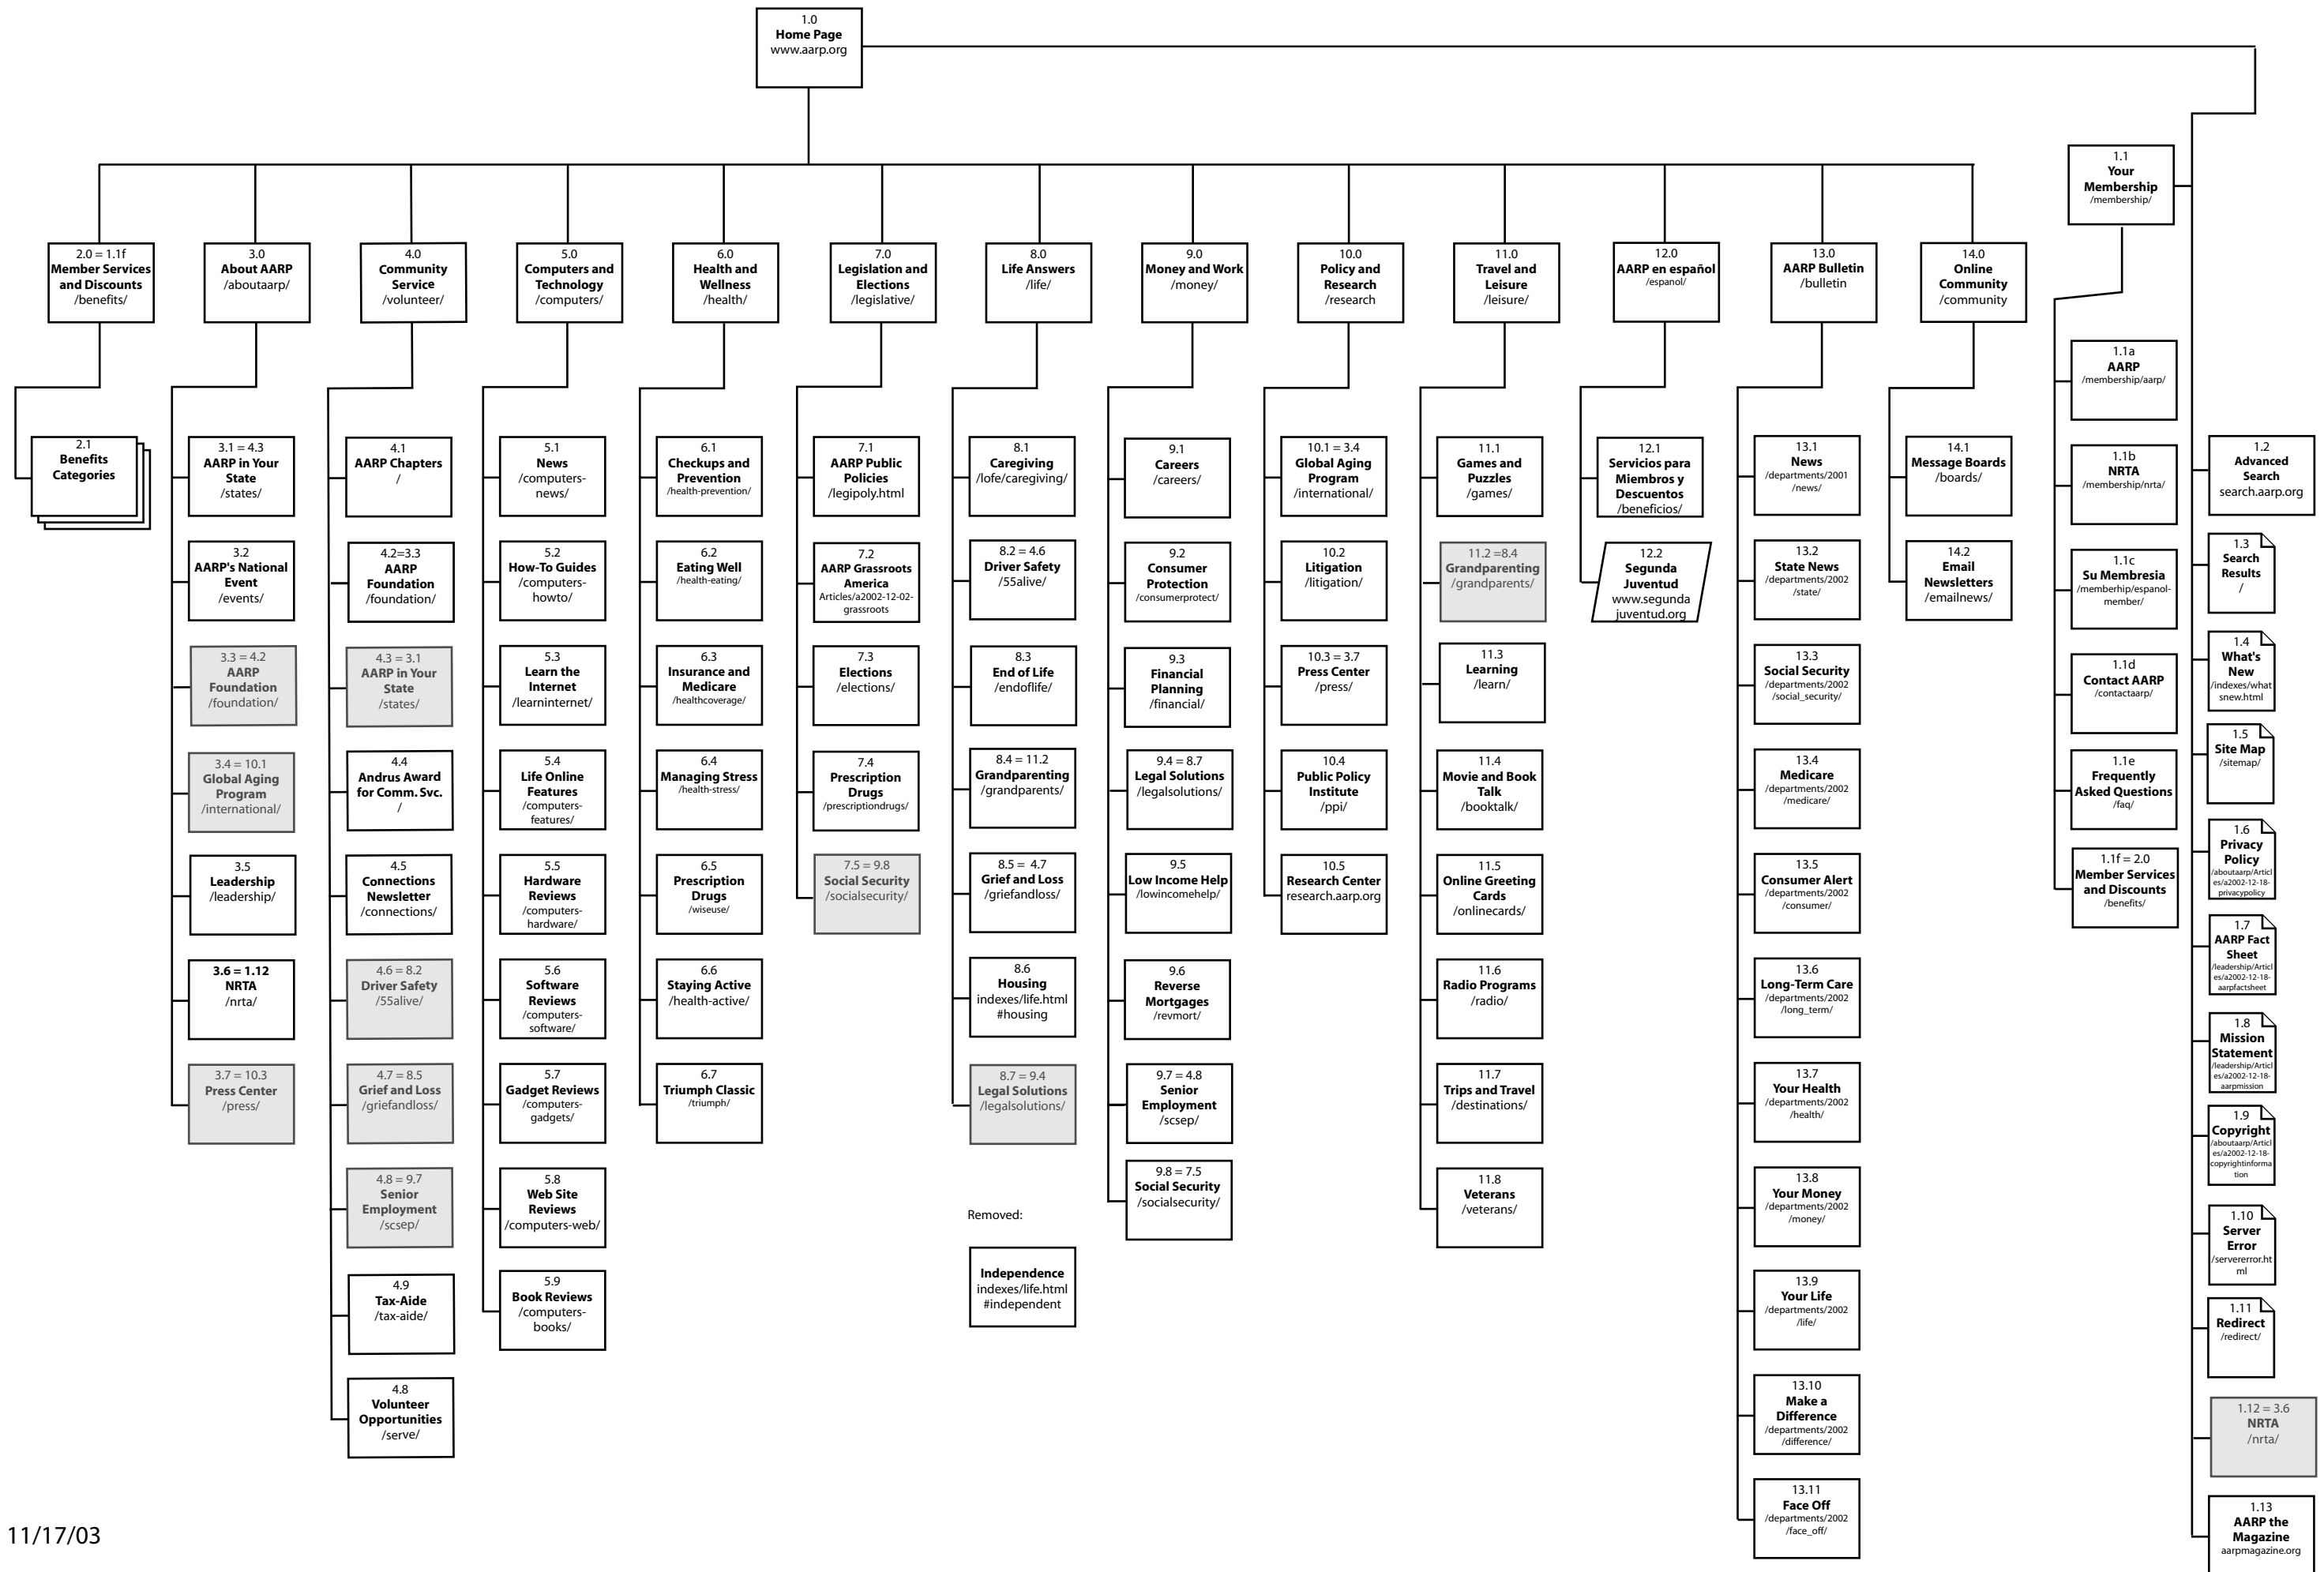 1.0
Home Page
www.aarp.org
2.0 = 1.1f
Member Services
and Discounts
/benefits/
2.1
Benefits
Categories
3.0
About AARP
/aboutaarp/
3.1 = 4.3
AARP in Your
State
/states/
3.2
AARP's National
Event
/events/
3.3 = 4.2
AARP
Foundation
/foundation/
3.4 = 10.1
Global Aging
Program
/international/
3.5
Leadership
/leadership/
3.6 = 1.12
NRTA
/nrta/
3.7 = 10.3
Press Center
/press/
4.0
Community
Service
/volunteer/
4.1
AARP Chapters
/
4.2=3.3
AARP
Foundation
/foundation/
4.3 = 3.1
AARP in Your
State
/states/
4.4
Andrus Award
for Comm. Svc.
/
4.5
Connections
Newsletter
/connections/
4.6 = 8.2
Driver Safety
/55alive/
4.7 = 8.5
Grief and Loss
/griefandloss/
4.8 = 9.7
Senior
Employment
/scsep/
4.9
Tax-Aide
/tax-aide/
4.8
Volunteer
Opportunities
/serve/
5.0
Computers and
Technology
/computers/
5.1
News
/computers-
news/
5.2
How-To Guides
/computers-
howto/
5.3
Learn the
Internet
/learninternet/
5.4
Life Online
Features
/computers-
features/
5.5
Hardware
Reviews
/computers-
hardware/
5.6
Software
Reviews
/computers-
software/
5.7
Gadget Reviews
/computers-
gadgets/
5.8
Web Site
Reviews
/computers-web/
5.9
Book Reviews
/computers-
books/
6.0
Health and
Wellness
/health/
6.1
Checkups and
Prevention
/health-prevention/
6.2
Eating Well
/health-eating/
6.3
Insurance and
Medicare
/healthcoverage/
6.4
Managing Stress
/health-stress/
6.5
Prescription
Drugs
/wiseuse/
6.6
Staying Active
/health-active/
6.7
Triumph Classic
/triumph/
7.0
Legislation and
Elections
/legislative/
7.1
AARP Public
Policies
/legipoly.html
7.2
AARP Grassroots
America
Articles/a2002-12-02-
grassroots
7.3
Elections
/elections/
7.4
Prescription
Drugs
/prescriptiondrugs/
7.5 = 9.8
Social Security
/socialsecurity/
8.0
Life Answers
/life/
8.1
Caregiving
/lofe/caregiving/
8.2 = 4.6
Driver Safety
/55alive/
8.3
End of Life
/endoflife/
8.4 = 11.2
Grandparenting
/grandparents/
8.5 = 4.7
Grief and Loss
/griefandloss/
8.6
Housing
indexes/life.html
#housing
8.7 = 9.4
Legal Solutions
/legalsolutions/
Removed:
Independence
indexes/life.html
#independent
9.0
Money and Work
/money/
9.1
Careers
/careers/
9.2
Consumer
Protection
/consumerprotect/
9.3
Financial
Planning
/financial/
9.4 = 8.7
Legal Solutions
/legalsolutions/
9.5
Low Income Help
/lowincomehelp/
9.6
Reverse
Mortgages
/revmort/
9.7 = 4.8
Senior
Employment
/scsep/
9.8 = 7.5
Social Security
/socialsecurity/
10.0
Policy and
Research
/research
10.1 = 3.4
Global Aging
Program
/international/
10.2
Litigation
/litigation/
10.3 = 3.7
Press Center
/press/
10.4
Public Policy
Institute
/ppi/
10.5
Research Center
research.aarp.org
11.0
Travel and
Leisure
/leisure/
11.1
Games and
Puzzles
/games/
11.2 =8.4
Grandparenting
/grandparents/
11.3
Learning
/learn/
11.4
Movie and Book
Talk
/booktalk/
11.5
Online Greeting
Cards
/onlinecards/
11.6
Radio Programs
/radio/
11.7
Trips and Travel
/destinations/
11.8
Veterans
/veterans/
12.0
AARP en español
/espanol/
12.1
Servicios para
Miembros y
Descuentos
/beneficios/
12.2
Segunda
Juventud
www.segunda
juventud.org
13.0
AARP Bulletin
/bulletin
13.1
News
/departments/2001
/news/
13.2
State News
/departments/2002
/state/
13.3
Social Security
/departments/2002
/social_security/
13.4
Medicare
/departments/2002
/medicare/
13.5
Consumer Alert
/departments/2002
/consumer/
13.6
Long-Term Care
/departments/2002
/long_term/
13.7
Your Health
/departments/2002
/health/
13.8
Your Money
/departments/2002
/money/
13.9
Your Life
/departments/2002
/life/
13.10
Make a
Difference
/departments/2002
/difference/
13.11
Face Off
/departments/2002
/face_off/
14.0
Online
Community
/community
14.1
Message Boards
/boards/
14.2
Email
Newsletters
/emailnews/
1.1
Your
Membership
/membership/
1.1a
AARP
/membership/aarp/
1.1b
NRTA
/membership/nrta/
1.1c
Su Membresia
/memberhip/espanol-
member/
1.1d
Contact AARP
/contactaarp/
1.1e
Frequently
Asked Questions
/faq/
1.1f = 2.0
Member Services
and Discounts
/benefits/
1.2
Advanced
Search
search.aarp.org
1.3
Search
Results
/
1.4
What's
New
/indexes/what
snew.html
1.5
Site Map
/sitemap/
1.6
Privacy
Policy
/aboutaarp/Articl
es/a2002-12-18-
privacypolicy
1.7
AARP Fact
Sheet
/leadership/Articl
es/a2002-12-18-
aarpfactsheet
1.8
Mission
Statement
/leadership/Articl
es/a2002-12-18-
aarpmission
1.9
Copyright
/aboutaarp/Articl
es/a2002-12-18-
copyrightinforma
tion
1.10
Server
Error
/servererror.ht
ml
1.11
Redirect
/redirect/
1.12 = 3.6
NRTA
/nrta/
1.13
AARP the
Magazine
aarpmagazine.org
11/17/03